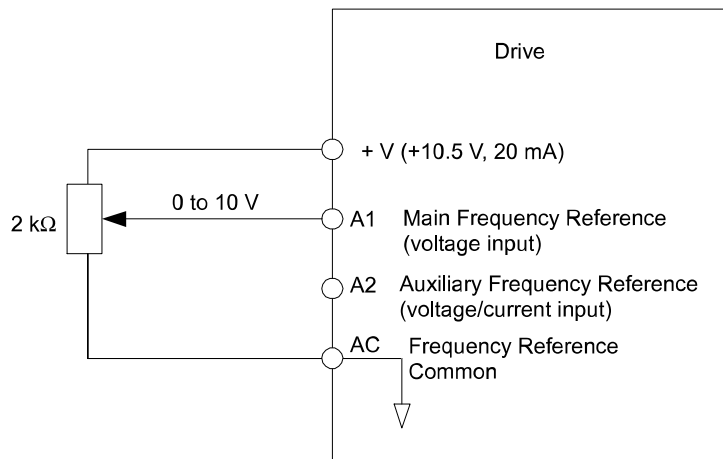 Drive
+ V (+10.5 V, 20 mA)
0 to 10 V
2 kΩ
A1 Main Frequency Reference
(voltage input)
A2 Auxiliary Frequency Reference
(voltage/current input)
AC Frequency Reference
Common